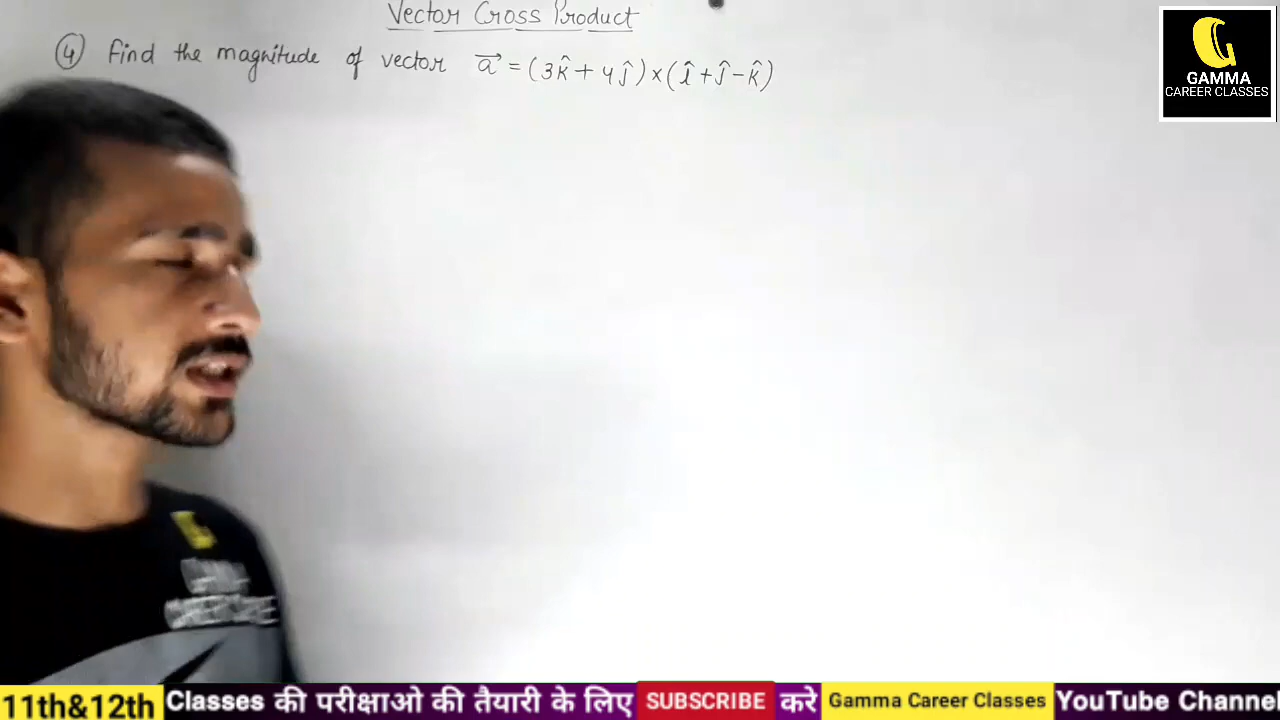 Vector Cross Product
④ Find the magnitude of vector a⃗ = (3k̂ + 4ĵ) × (î + ĵ - k̂)
GAMMA
CAREER CLASSES
11th&12th Classes की परीक्षाओ की तैयारी के लिए SUBSCRIBE करे Gamma Career Classes YouTube Channel